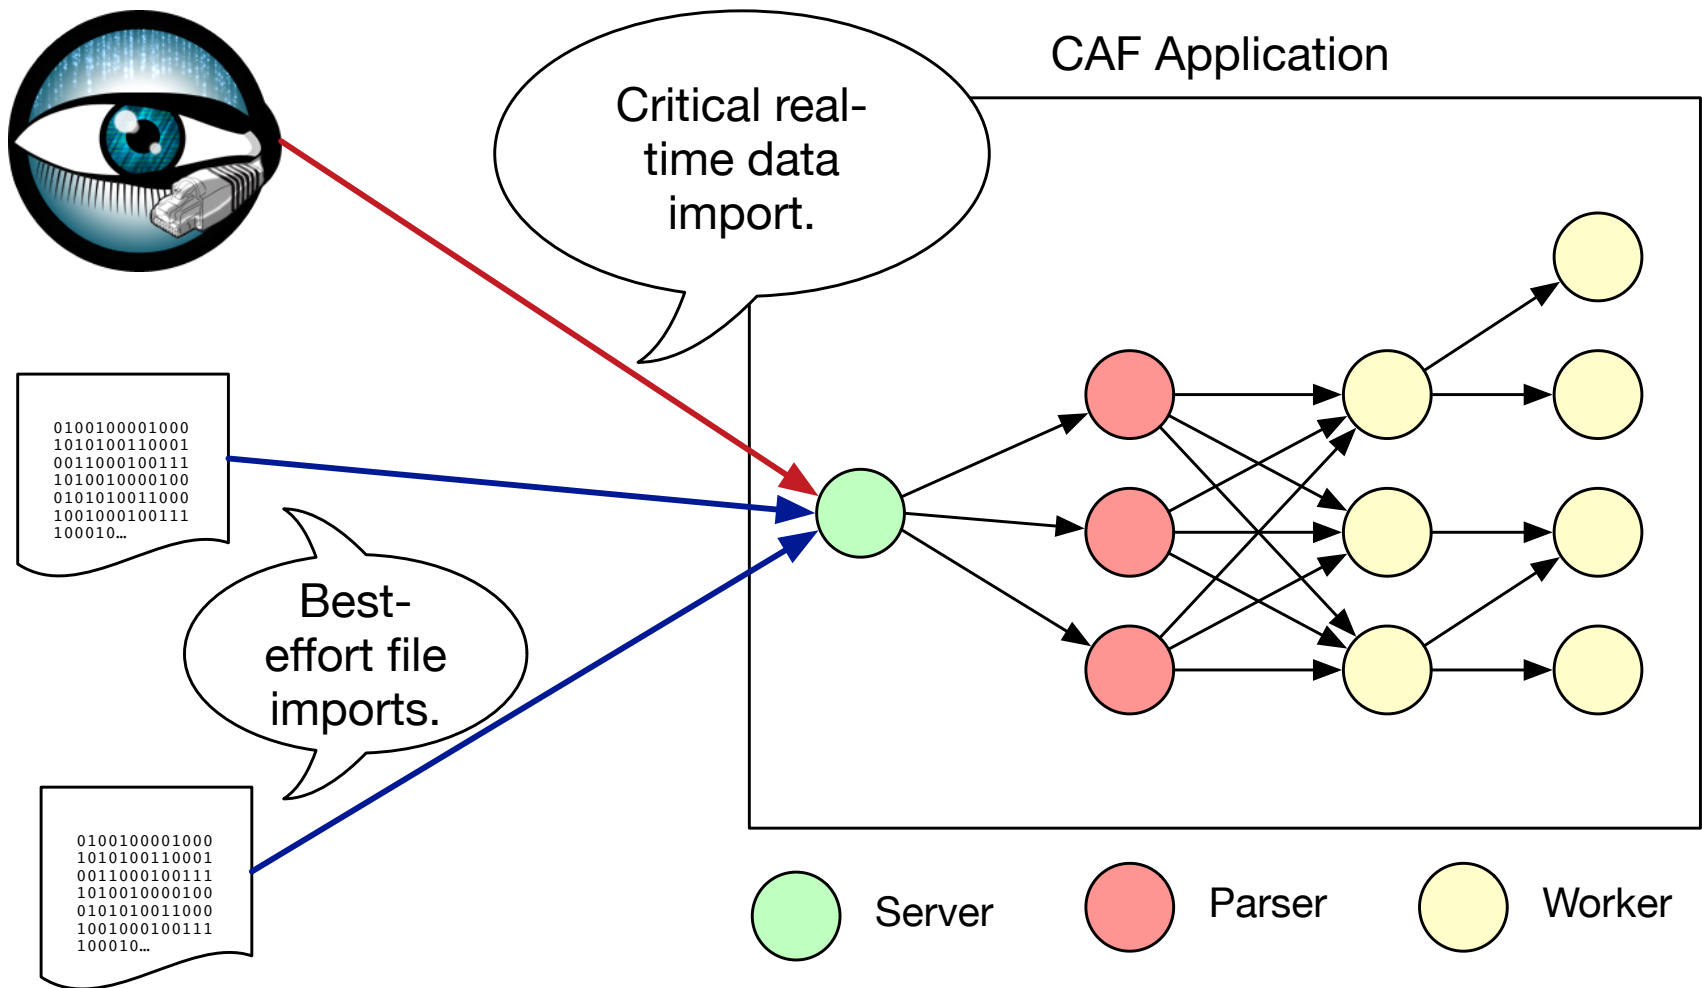 CAF Application
Critical real-
time data
import.
0100100001000
1010100110001
0011000100111
1010010000100
0101010011000
1001000100111
100010…
Best-
effort file
imports.
0100100001000
1010100110001
0011000100111
1010010000100
0101010011000
1001000100111
100010…
Server
Parser
Worker